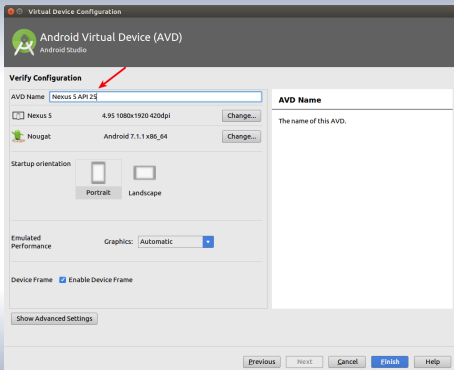 Virtual Device Configuration
Android Virtual Device (AVD)
Android Studio
Verify Configuration
AVD Name Nexus 5 API 25
AVD Name
The name of this AVD.
Nexus 5 4.95 1080x1920 420dpi Change...
Nougat Android 7.1.1 x86_64 Change...
Startup orientation
Portrait Landscape
Emulated
Performance
Graphics: Automatic
Device Frame Enable Device Frame
Show Advanced Settings
Previous Next Cancel Finish Help